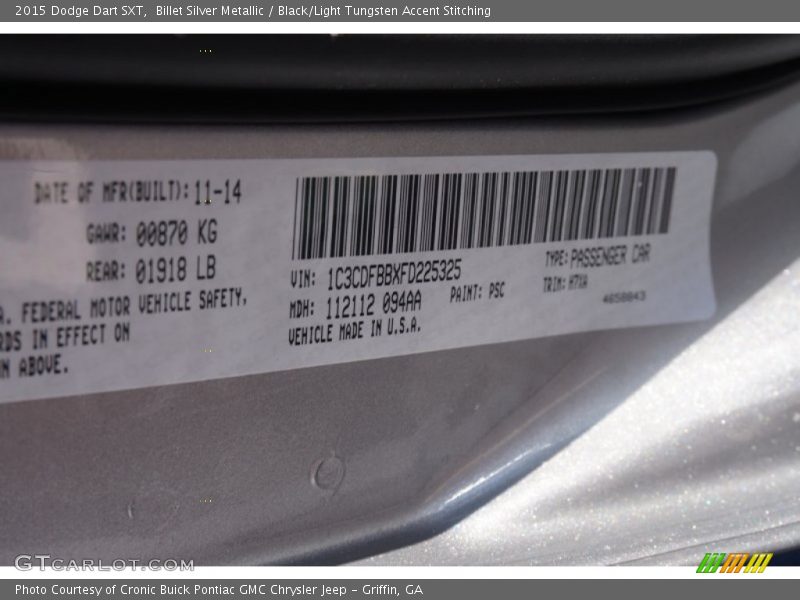 2015 Dodge Dart SXT,  Billet Silver Metallic / Black/Light Tungsten Accent Stitching
DATE OF MFR(BUILT): 11-14
GAWR: 00870 KG
REAR: 01918 LB
A. FEDERAL MOTOR VEHICLE SAFETY,
RDS IN EFFECT ON
N ABOVE.
VIN: 1C3CDFBBXFD225325
TYPE: PASSENGER CAR
MDH: 112112 094AA
PAINT: PSC
TRIM: H7XA
VEHICLE MADE IN U.S.A.
4658043
GTCARLOT.COM
Photo Courtesy of Cronic Buick Pontiac GMC Chrysler Jeep – Griffin, GA